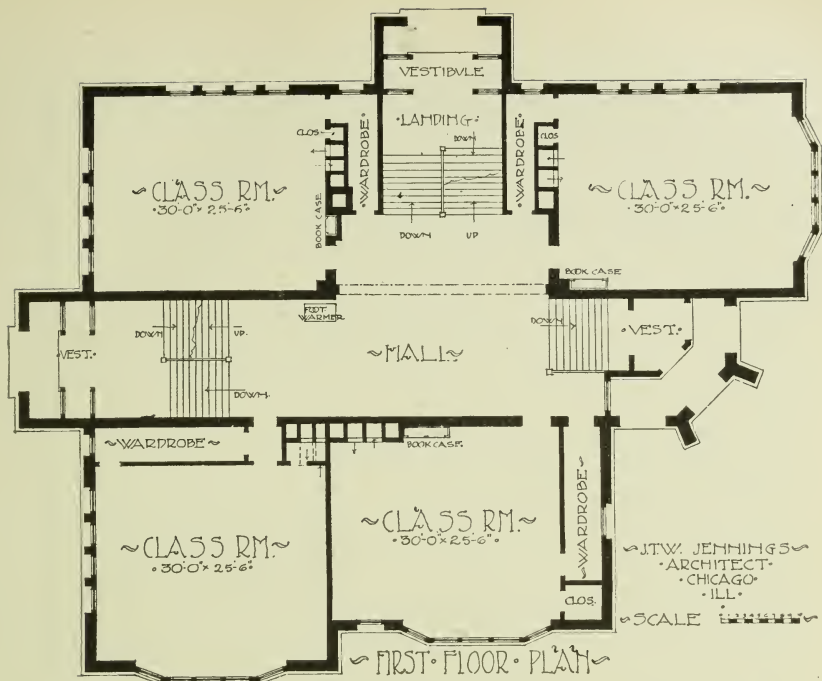 VESTIBULE
·LANDING·
DOWN
CLOS.
WARDROBE
WARDROBE
CLOS
~CLASS RM.~
·30'-0" × 25'-6"·
BOOK CASE
DOWN
UP
~CLASS RM.~
·30'-0" × 25'-6"·
BOOK CASE
FOOT
WARMER
DOWN
UP.
·VEST.·
DOWN.
~HALL~
DOWN
·VEST.·
~WARDROBE~
BOOKCASE.
~CLASS RM.~
·30'-0" × 25'-6"·
~CLASS RM.~
·30'-0" × 25'-6"·
WARDROBE
CLOS.
~J.T.W. JENNINGS~
·ARCHITECT·
·CHICAGO·
·ILL·
~SCALE
~FIRST·FLOOR·PLAN~